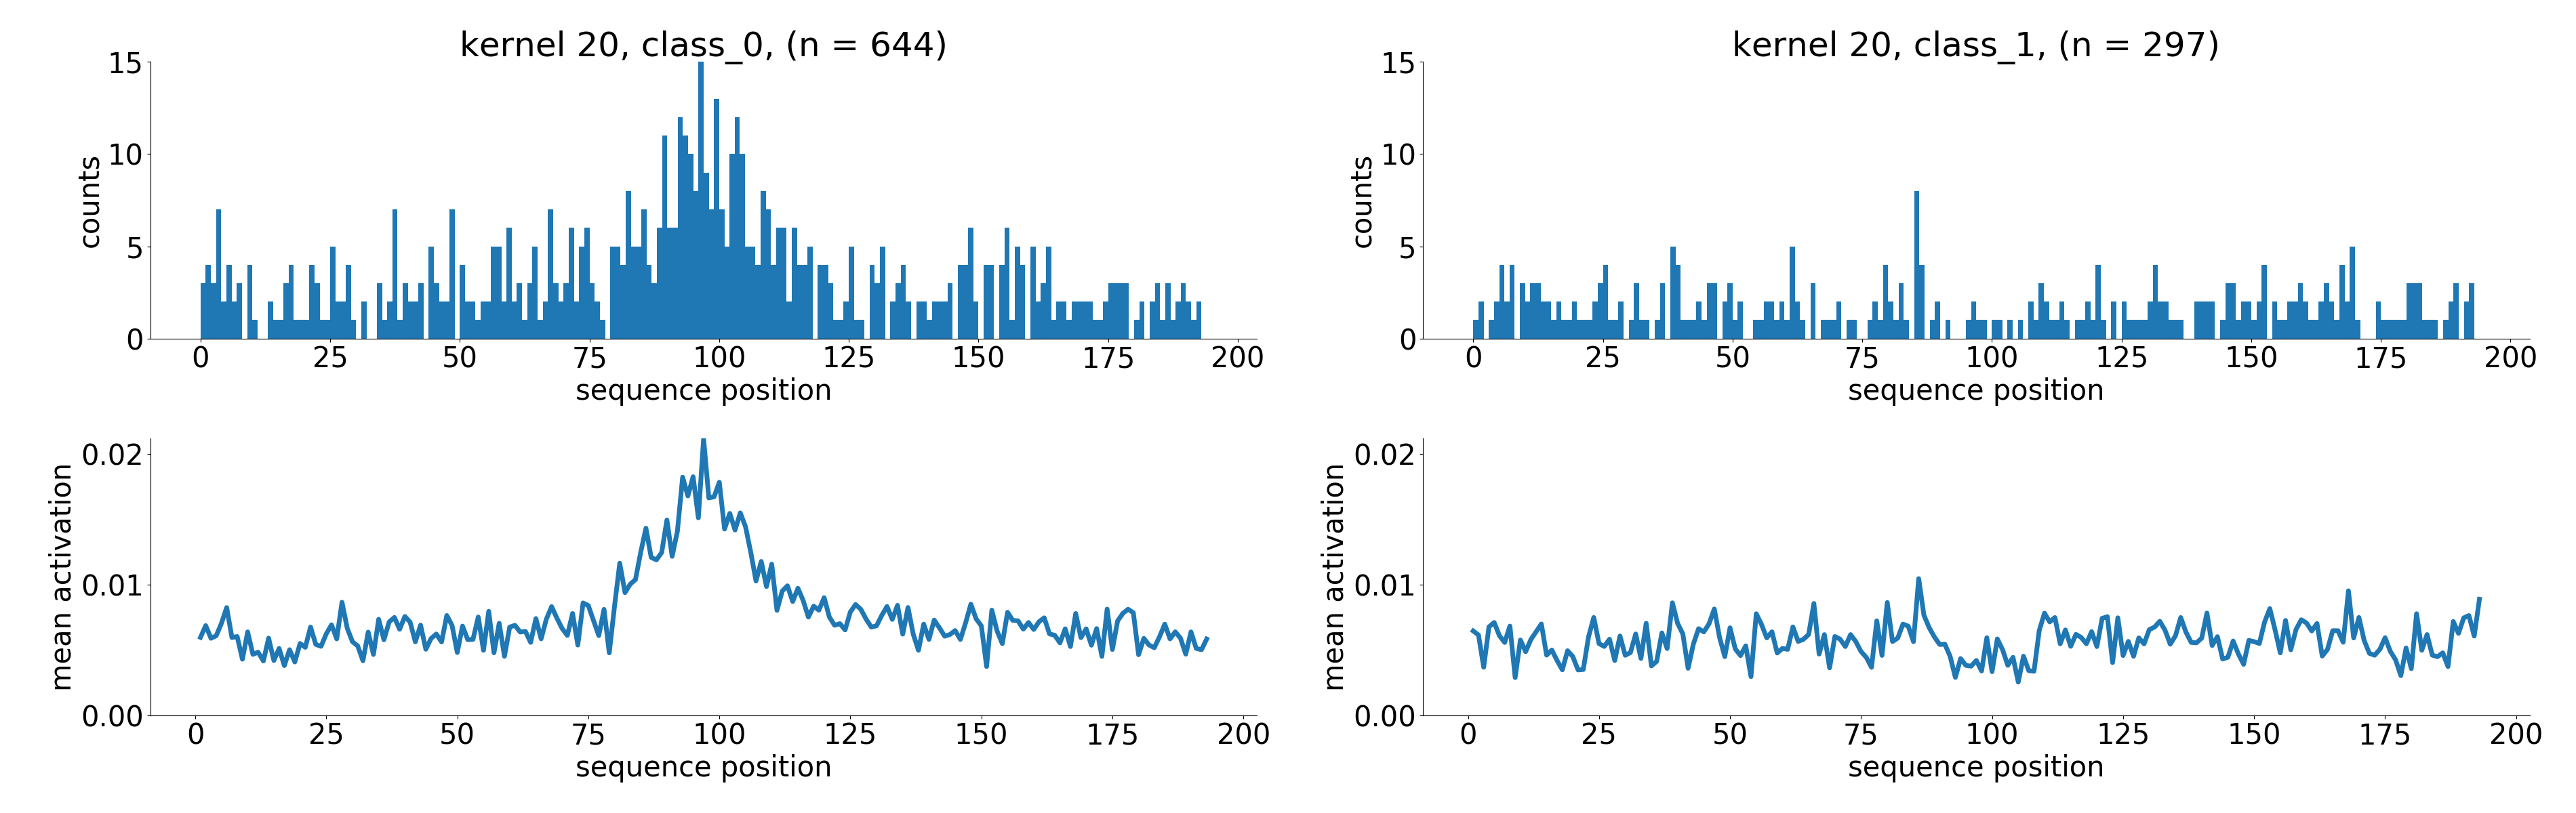 kernel 20, class_0, (n = 644)
15
10
5
0
counts
0 25 50 75 100 125 150 175 200
sequence position
kernel 20, class_1, (n = 297)
15
10
5
0
counts
0 25 50 75 100 125 150 175 200
sequence position
0.02
0.01
0.00
mean activation
0 25 50 75 100 125 150 175 200
sequence position
0.02
0.01
0.00
mean activation
0 25 50 75 100 125 150 175 200
sequence position